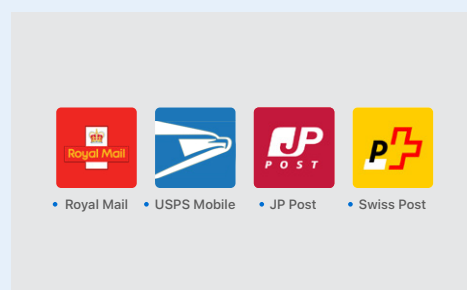 Royal Mail
JP
POST
P
• Royal Mail • USPS Mobile • JP Post • Swiss Post